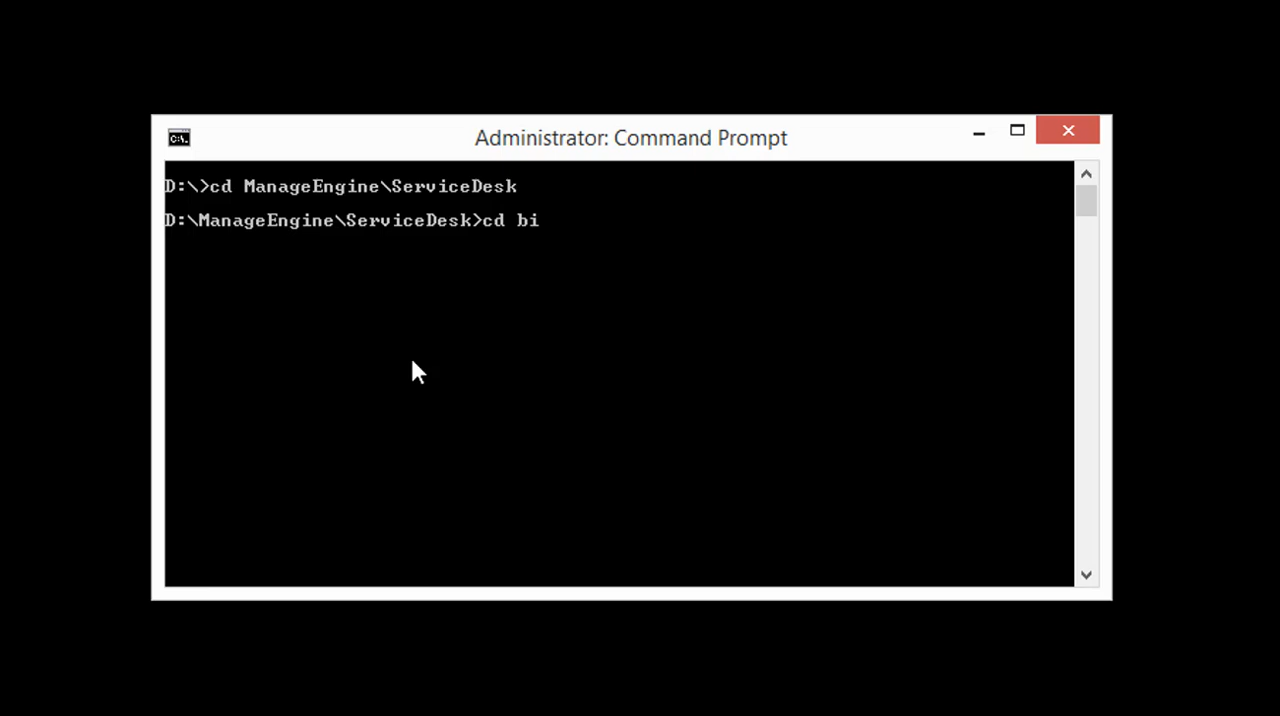 Administrator: Command Prompt
D:\>cd ManageEngine\ServiceDesk
D:\ManageEngine\ServiceDesk>cd bi